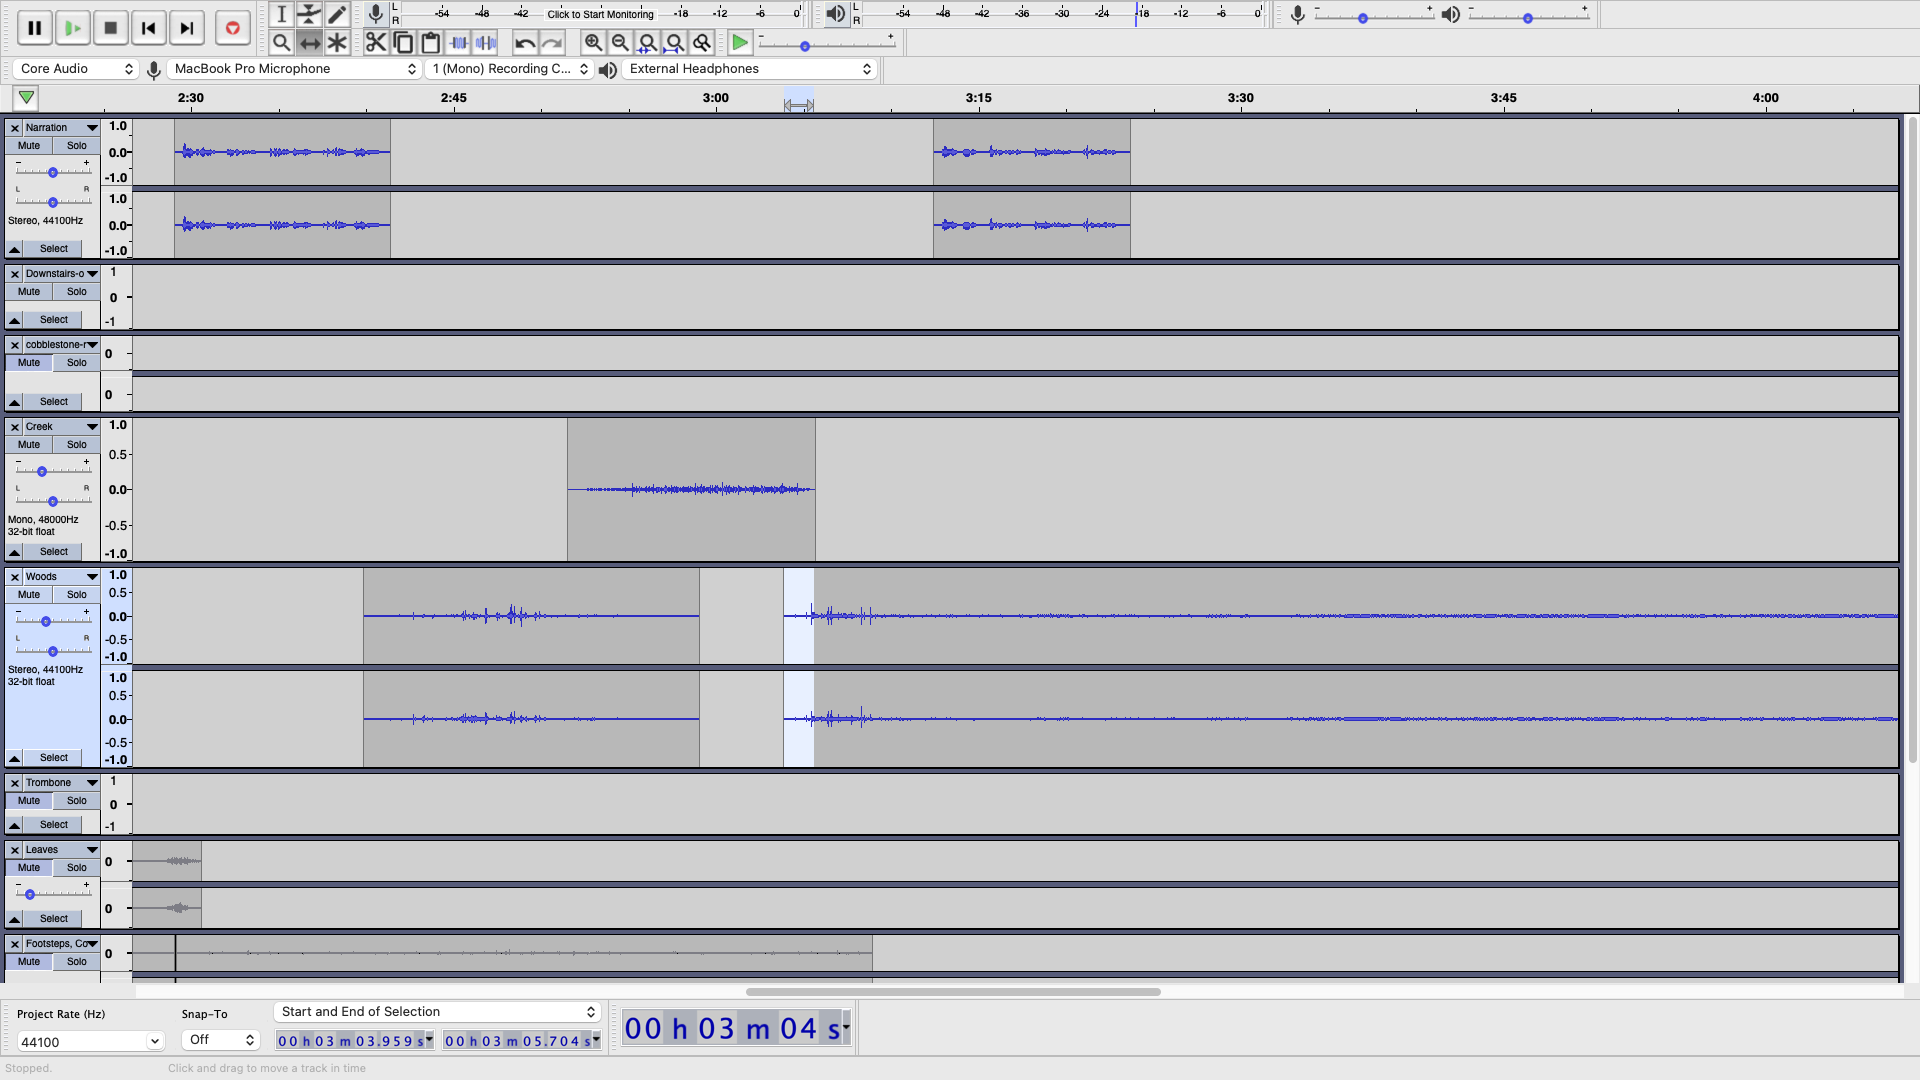 L
R
-54 -48 -42 Click to Start Monitoring -18 -12 -6 0
L
R
-54 -48 -42 -36 -30 -24 -18 -12 -6 0
- +
- +
- +
Core Audio
MacBook Pro Microphone
1 (Mono) Recording C...
External Headphones
2:30 2:45 3:00 3:15 3:30 3:45 4:00
Narration
Mute Solo
- +
L R
Stereo, 44100Hz
Select
1.0
0.0
-1.0
1.0
0.0
-1.0
Downstairs-o
Mute Solo
Select
1
0
-1
cobblestone-r
Mute Solo
Select
0
0
Creek
Mute Solo
- +
L R
Mono, 48000Hz
32-bit float
Select
1.0
0.5
0.0
-0.5
-1.0
Woods
Mute Solo
- +
L R
Stereo, 44100Hz
32-bit float
Select
1.0
0.5
0.0
-0.5
-1.0
1.0
0.5
0.0
-0.5
-1.0
Trombone
Mute Solo
Select
1
0
-1
Leaves
Mute Solo
- +
Select
0
0
Footsteps, Co
Mute Solo
0
Project Rate (Hz)
44100
Snap-To
Off
Start and End of Selection
00 h 03 m 03.959 s
00 h 03 m 05.704 s
00 h 03 m 04 s
Stopped.
Click and drag to move a track in time